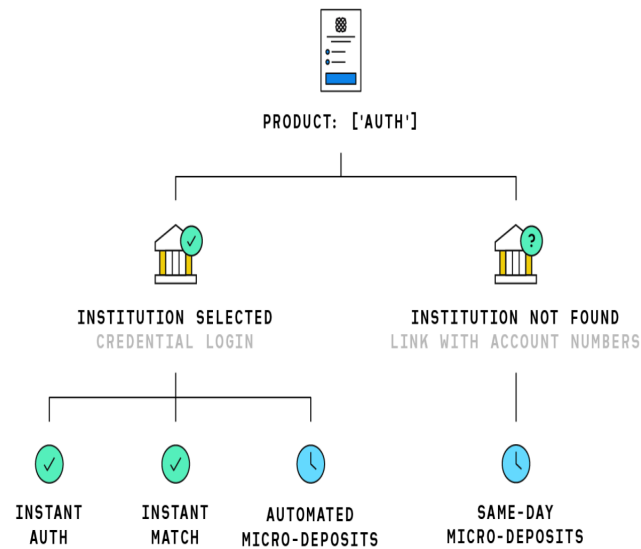 PRODUCT: ['AUTH']
INSTITUTION SELECTED
CREDENTIAL LOGIN
INSTITUTION NOT FOUND
LINK WITH ACCOUNT NUMBERS
INSTANT
AUTH
INSTANT
MATCH
AUTOMATED
MICRO-DEPOSITS
SAME-DAY
MICRO-DEPOSITS